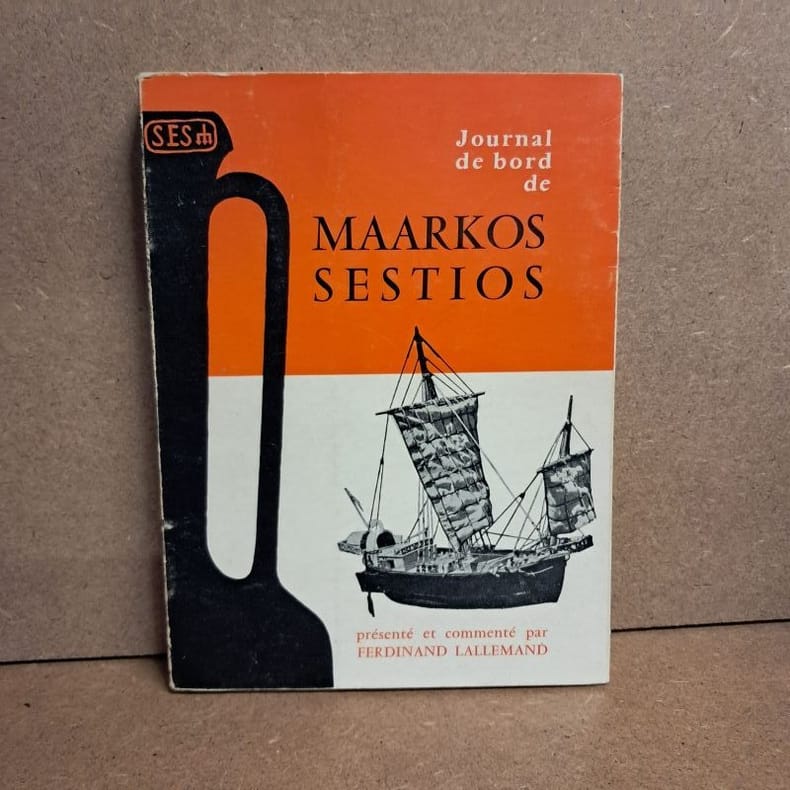 SES
Journal
de bord
de
MAARKOS
SESTIOS
présenté et commenté par
FERDINAND LALLEMAND